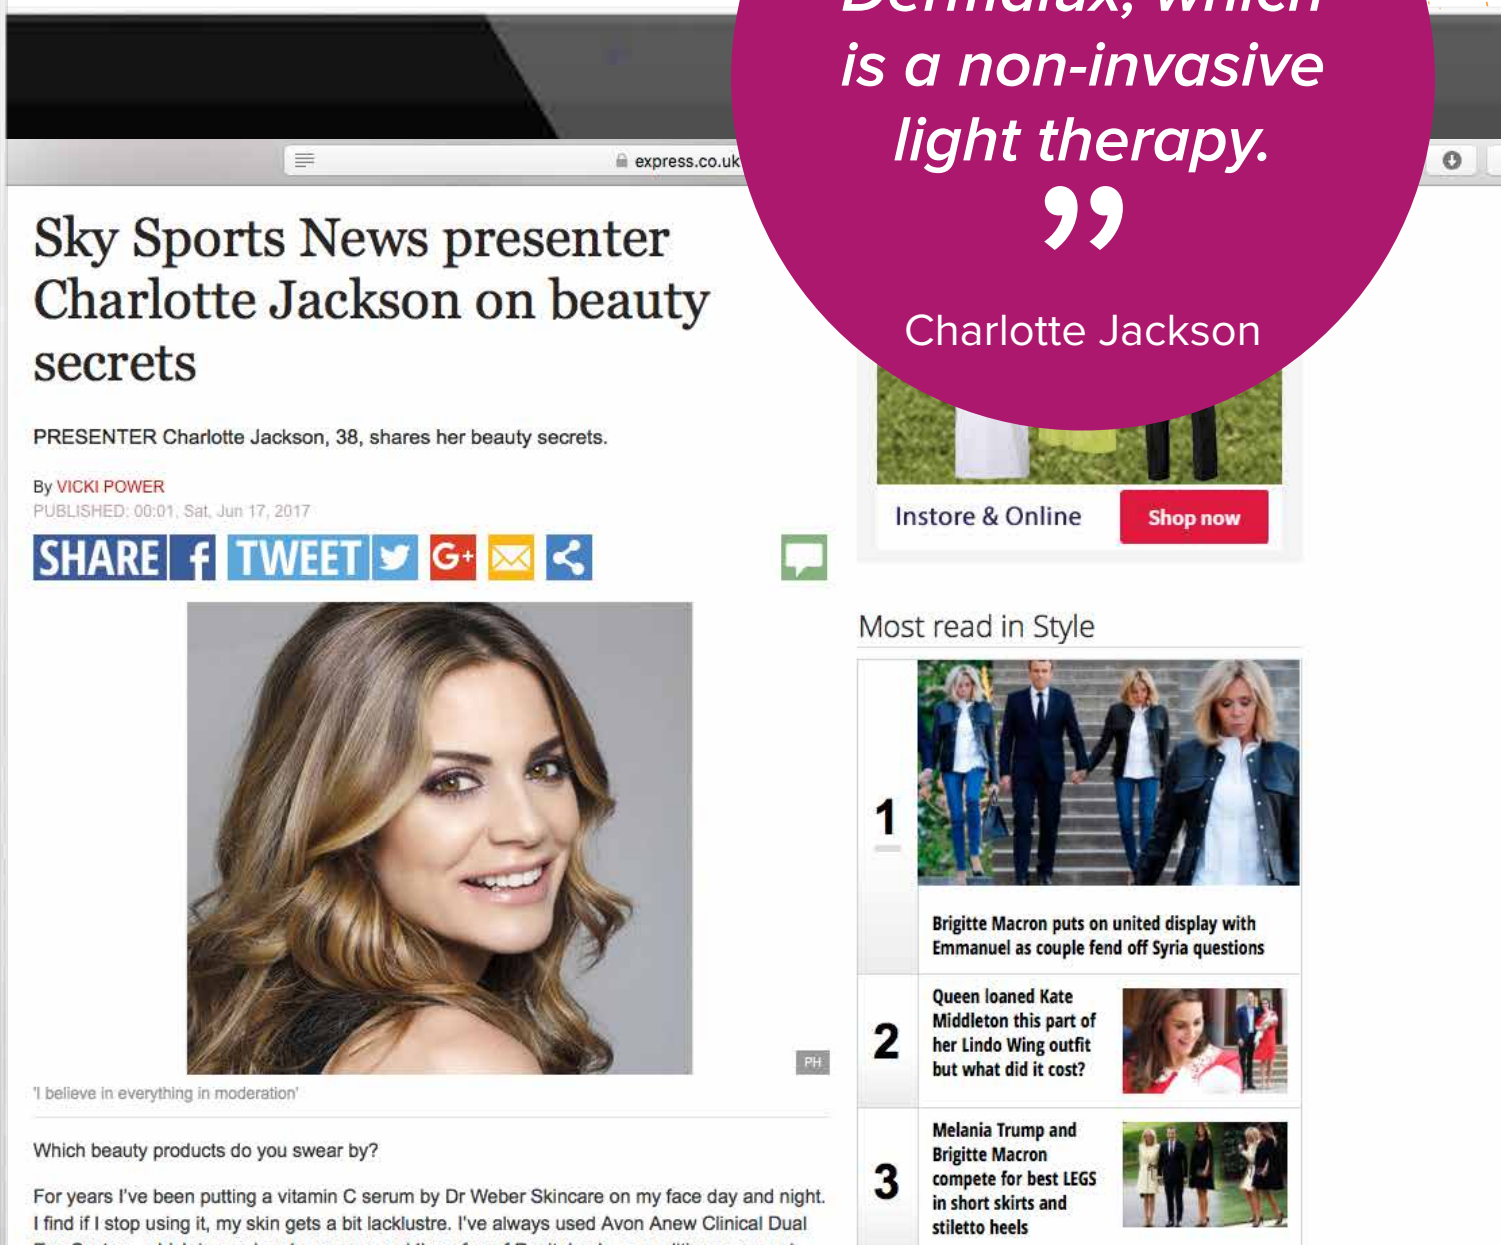 Dermalux, which
is a non-invasive
light therapy.
”
Charlotte Jackson
express.co.uk
Sky Sports News presenter
Charlotte Jackson on beauty
secrets
PRESENTER Charlotte Jackson, 38, shares her beauty secrets.
By VICKI POWER
PUBLISHED: 00:01, Sat, Jun 17, 2017
SHARE f TWEET G+
PH
'I believe in everything in moderation'
Which beauty products do you swear by?
For years I've been putting a vitamin C serum by Dr Weber Skincare on my face day and night.
I find if I stop using it, my skin gets a bit lacklustre. I've always used Avon Anew Clinical Dual
Instore & Online
Shop now
Most read in Style
1
Brigitte Macron puts on united display with
Emmanuel as couple fend off Syria questions
2
Queen loaned Kate
Middleton this part of
her Lindo Wing outfit
but what did it cost?
3
Melania Trump and
Brigitte Macron
compete for best LEGS
in short skirts and
stiletto heels